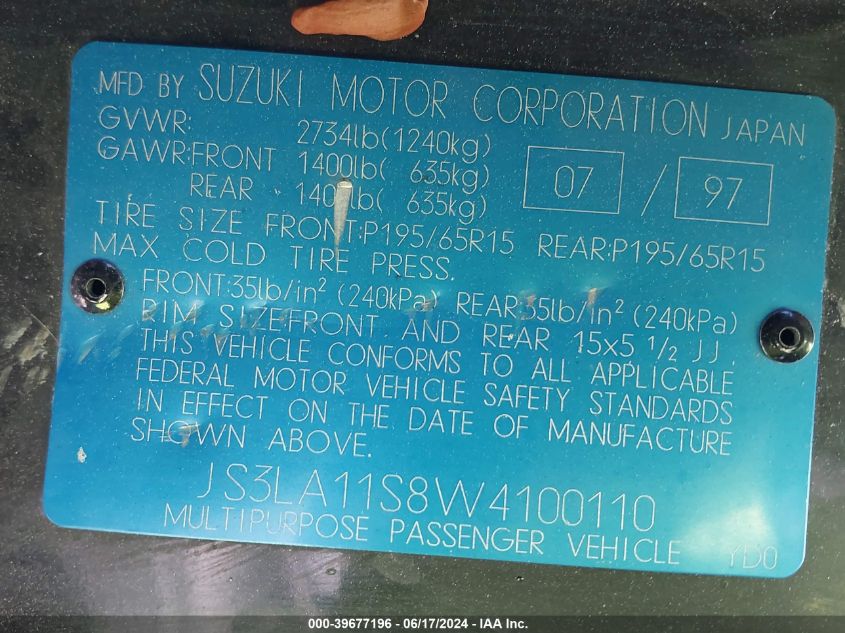 MFD BY SUZUKI MOTOR CORPORATION JAPAN
GVWR: 2734lb(1240kg)
GAWR:FRONT 1400lb( 635kg) 07 / 97
REAR 1400lb( 635kg)
TIRE SIZE FRONT:P195/65R15 REAR:P195/65R15
MAX COLD TIRE PRESS.
FRONT:35lb/in² (240kPa) REAR:35lb/in² (240kPa)
RIM SIZE:FRONT AND REAR 15x5 1/2 JJ
THIS VEHICLE CONFORMS TO ALL APPLICABLE
FEDERAL MOTOR VEHICLE SAFETY STANDARDS
IN EFFECT ON THE DATE OF MANUFACTURE
SHOWN ABOVE.
JS3LA11S8W4100110
MULTIPURPOSE PASSENGER VEHICLE YD0
000-39677196 - 06/17/2024 - IAA Inc.